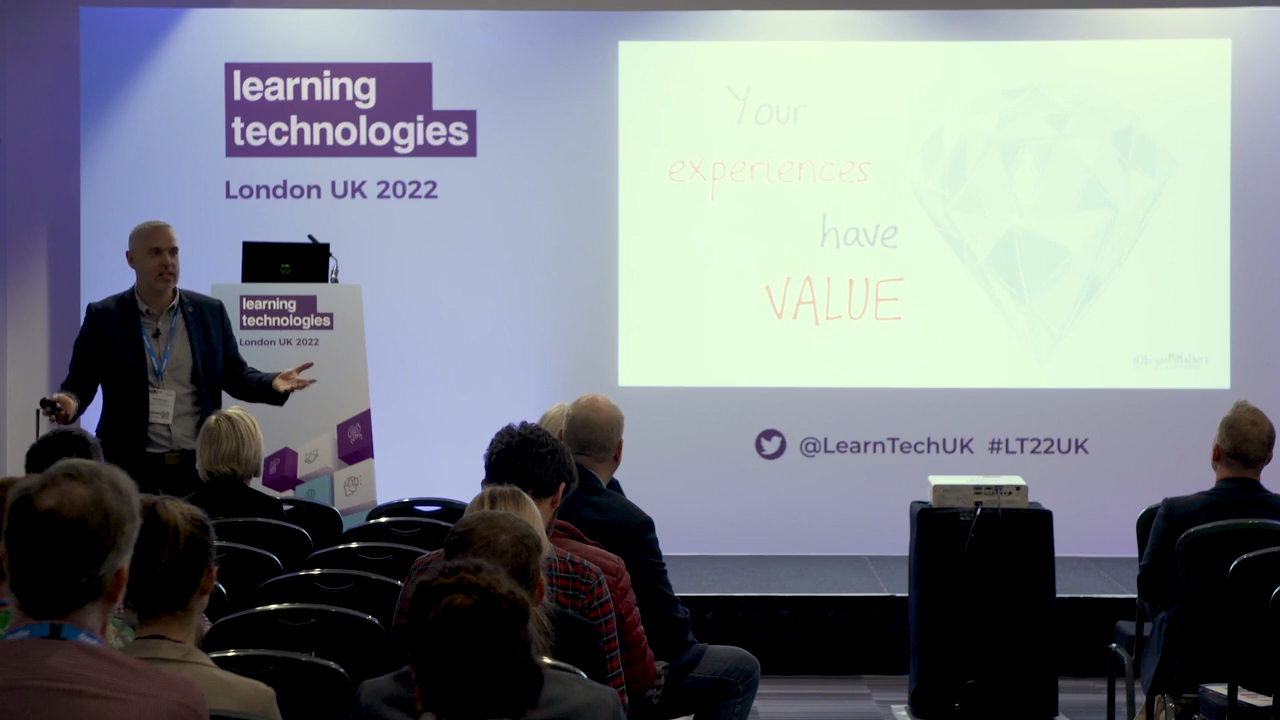 learning
technologies
London UK 2022
Your
experiences
have
VALUE
learning
technologies
London UK 2022
@LearnTechUK #LT22UK